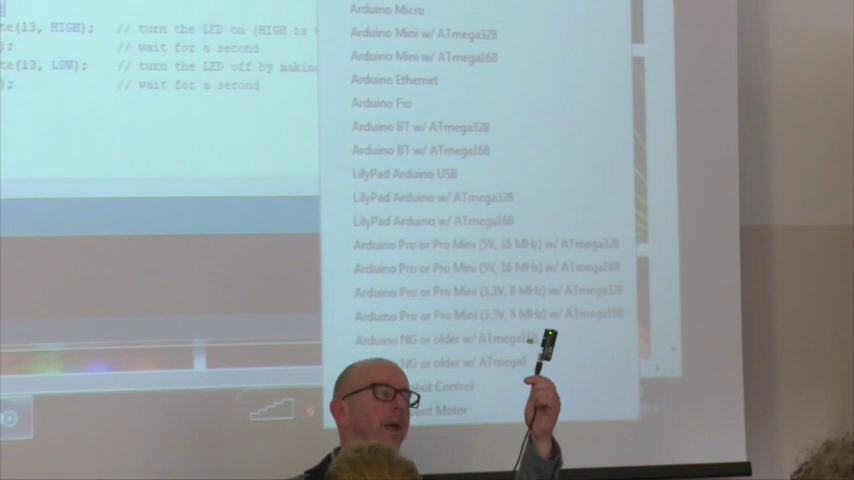 te(13, HIGH);   // turn the LED on (HIGH is
);   // wait for a second
te(13, LOW);   // turn the LED off by making
);   // wait for a second
Arduino Micro
Arduino Mini w/ ATmega328
Arduino Mini w/ ATmega168
Arduino Ethernet
Arduino Fio
Arduino BT w/ ATmega328
Arduino BT w/ ATmega168
LilyPad Arduino USB
LilyPad Arduino w/ ATmega328
LilyPad Arduino w/ ATmega168
Arduino Pro or Pro Mini (5V, 16 MHz) w/ ATmega328
Arduino Pro or Pro Mini (5V, 16 MHz) w/ ATmega168
Arduino Pro or Pro Mini (3.3V, 8 MHz) w/ ATmega328
Arduino Pro or Pro Mini (3.3V, 8 MHz) w/ ATmega168
Arduino NG or older w/ ATmega16
NG or older w/ ATmega8
obot Control
Motor